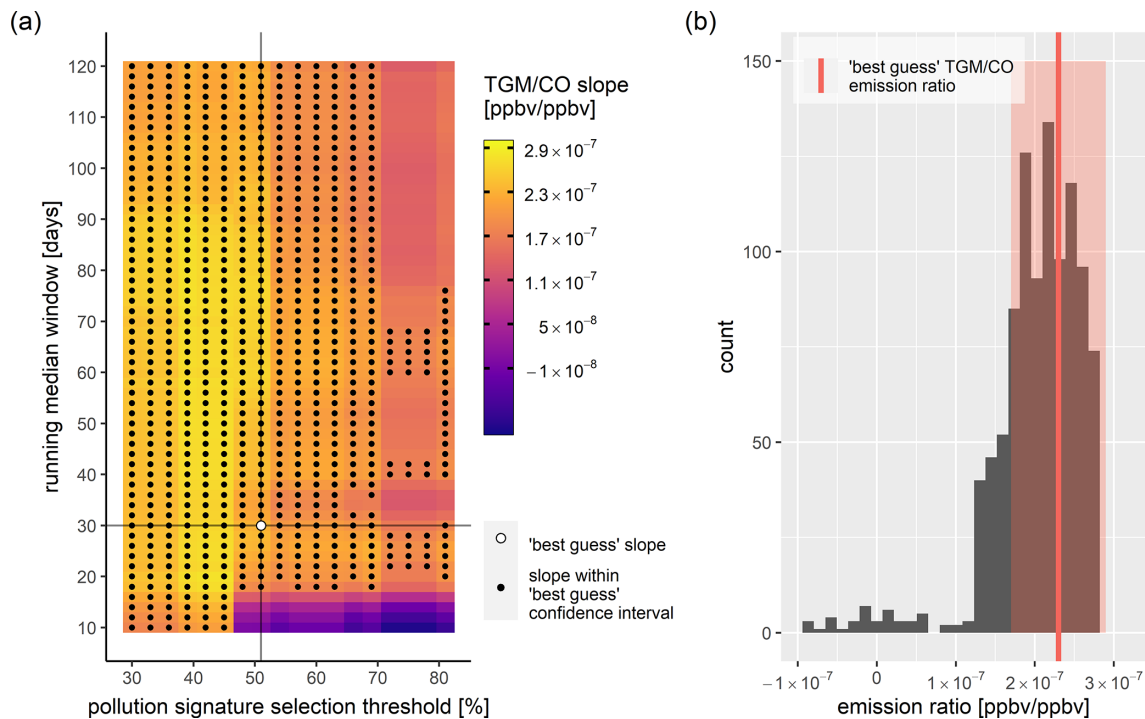 (a)
120
110
100
90
80
70
60
50
40
30
20
10
running median window [days]
30
40
50
60
70
80
pollution signature selection threshold [%]
TGM/CO slope
[ppbv/ppbv]
2.9 × 10⁻⁷
2.3 × 10⁻⁷
1.7 × 10⁻⁷
1.1 × 10⁻⁷
5 × 10⁻⁸
−1 × 10⁻⁸
'best guess' slope
slope within
'best guess'
confidence interval
(b)
'best guess' TGM/CO
emission ratio
150
100
50
0
count
−1 × 10⁻⁷
0
1 × 10⁻⁷
2 × 10⁻⁷
3 × 10⁻⁷
emission ratio [ppbv/ppbv]